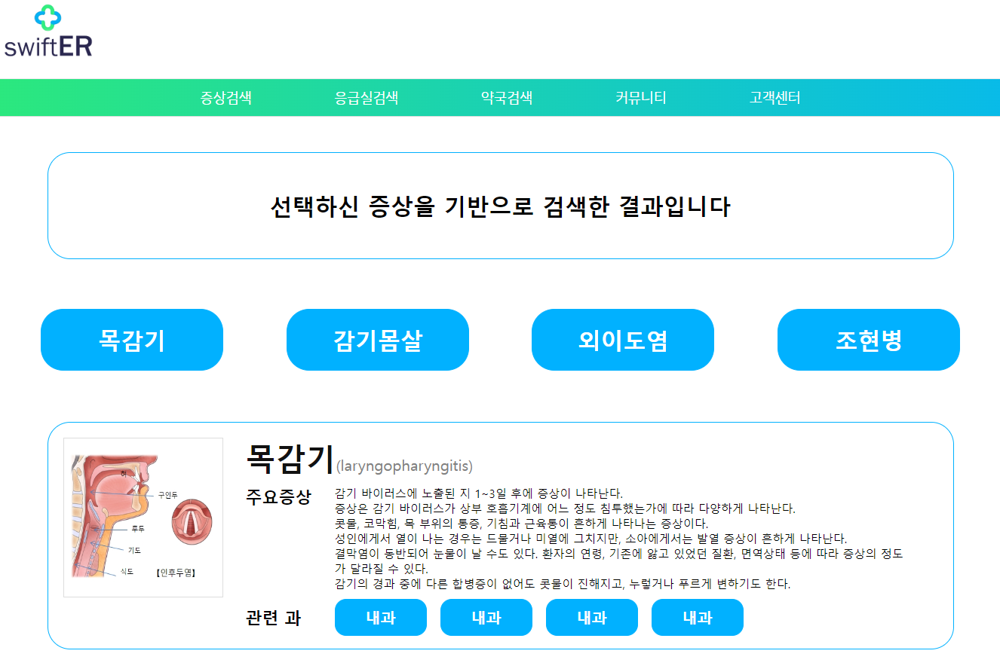 swiftER
증상검색 응급실검색 약국검색 커뮤니티 고객센터
선택하신 증상을 기반으로 검색한 결과입니다
목감기 감기몸살 외이도염 조현병
목감기(laryngopharyngitis)
혀
구인두
후두
기도
식도
【인후두염】
주요증상
감기 바이러스에 노출된 지 1~3일 후에 증상이 나타난다.
증상은 감기 바이러스가 상부 호흡기계에 어느 정도 침투했는가에 따라 다양하게 나타난다.
콧물, 코막힘, 목 부위의 통증, 기침과 근육통이 흔하게 나타나는 증상이다.
성인에게서 열이 나는 경우는 드물거나 미열에 그치지만, 소아에게서는 발열 증상이 흔하게 나타난다.
결막염이 동반되어 눈물이 날 수도 있다. 환자의 연령, 기존에 앓고 있었던 질환, 면역상태 등에 따라 증상의 정도
가 달라질 수 있다.
감기의 경과 중에 다른 합병증이 없어도 콧물이 진해지고, 누렇거나 푸르게 변하기도 한다.
관련 과 내과 내과 내과 내과